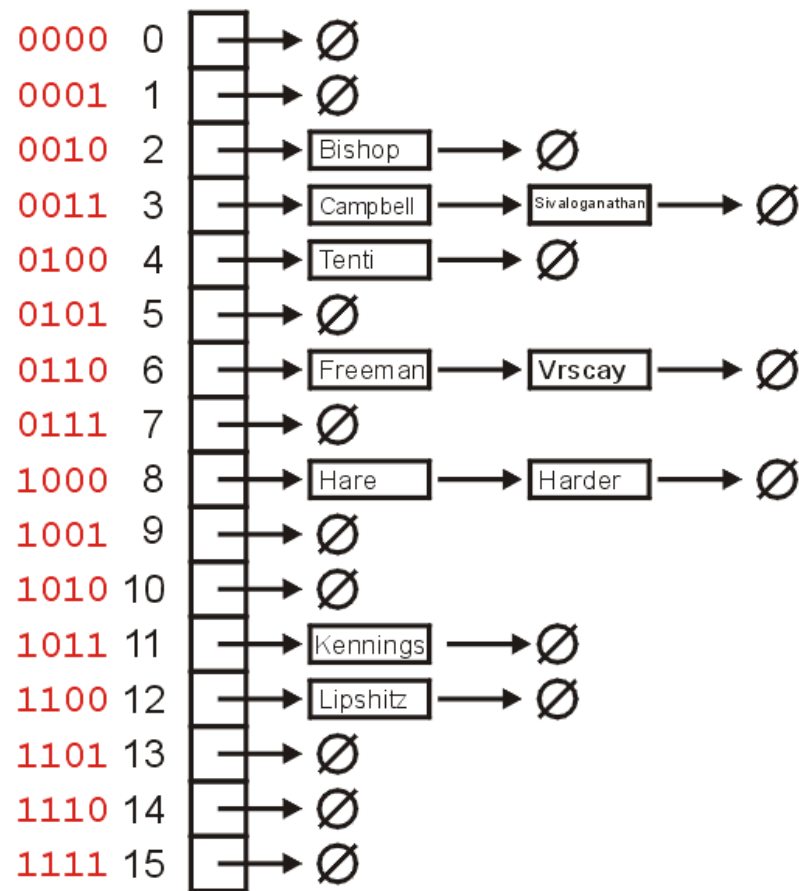 0000 0 Ø
0001 1 Ø
0010 2 Bishop Ø
0011 3 Campbell Sivaloganathan Ø
0100 4 Tenti Ø
0101 5 Ø
0110 6 Freeman Vrscay Ø
0111 7 Ø
1000 8 Hare Harder Ø
1001 9 Ø
1010 10 Ø
1011 11 Kennings Ø
1100 12 Lipshitz Ø
1101 13 Ø
1110 14 Ø
1111 15 Ø